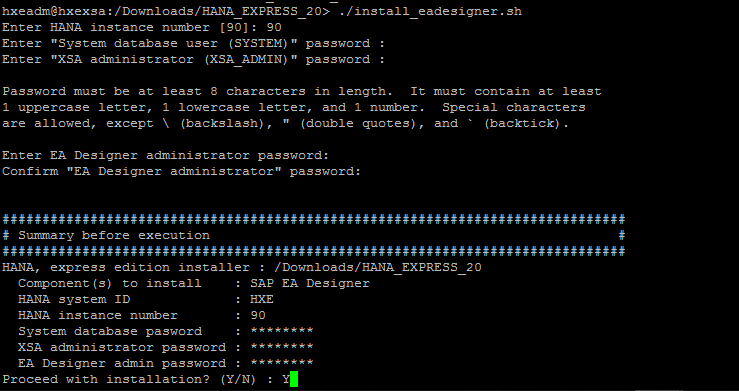 hxeadm@hxexsa:/Downloads/HANA_EXPRESS_20> ./install_eadesigner.sh
Enter HANA instance number [90]: 90
Enter "System database user (SYSTEM)" password :
Enter "XSA administrator (XSA_ADMIN)" password :
Password must be at least 8 characters in length.  It must contain at least
1 uppercase letter, 1 lowercase letter, and 1 number.  Special characters
are allowed, except \ (backslash), " (double quotes), and ` (backtick).
Enter EA Designer administrator password:
Confirm "EA Designer administrator" password:
##############################################################################
# Summary before execution                                                   #
##############################################################################
HANA, express edition installer : /Downloads/HANA_EXPRESS_20
  Component(s) to install    : SAP EA Designer
  HANA system ID             : HXE
  HANA instance number       : 90
  System database pasword    : ********
  XSA administrator password : ********
  EA Designer admin password : ********
Proceed with installation? (Y/N) : Y